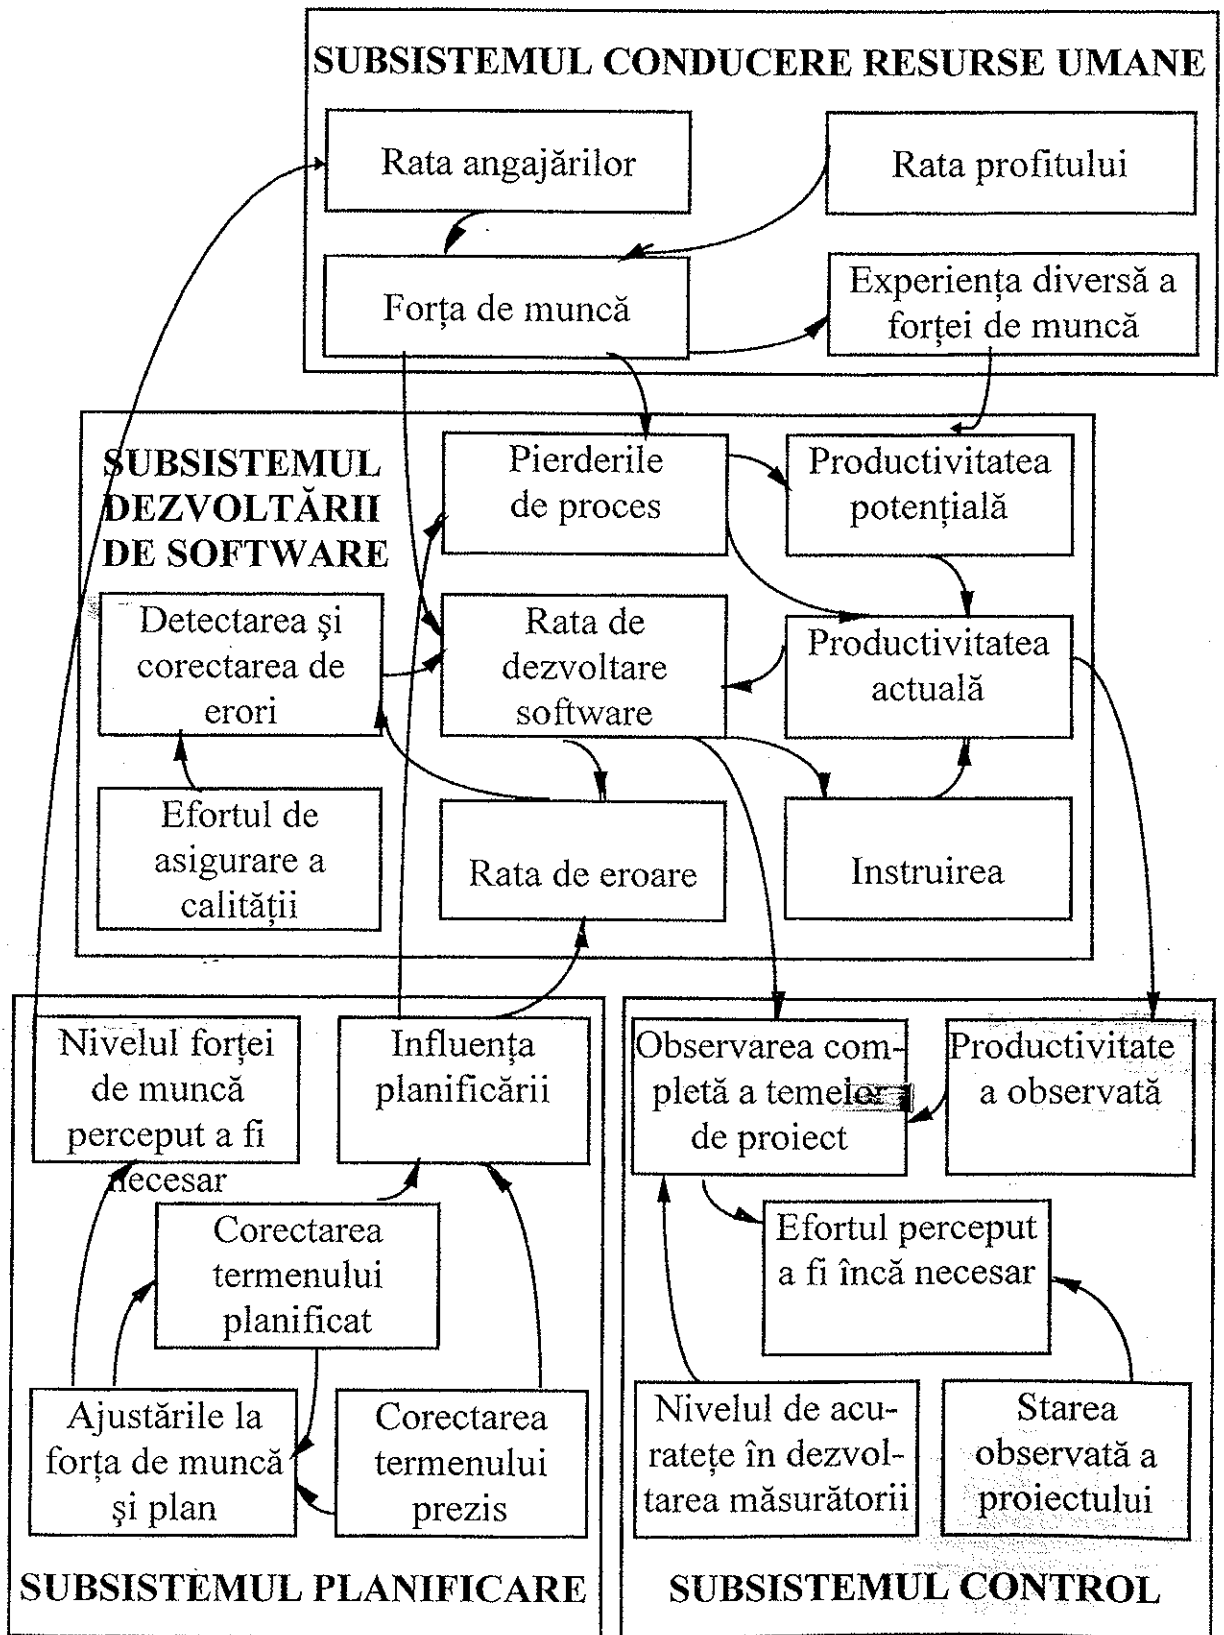 SUBSISTEMUL CONDUCERE RESURSE UMANE
Rata angajărilor
Rata profitului
Forța de muncă
Experiența diversă a
forței de muncă
SUBSISTEMUL
DEZVOLTĂRII
DE SOFTWARE
Pierderile
de proces
Productivitatea
potențială
Detectarea şi
corectarea de
erori
Rata de
dezvoltare
software
Productivitatea
actuală
Efortul de
asigurare a
calității
Rata de eroare
Instruirea
Nivelul forței
de muncă
perceput a fi
necesar
Influența
planificării
Observarea com-
pletă a temelor
de proiect
Productivitate
a observată
Corectarea
termenului
planificat
Efortul perceput
a fi încă necesar
Ajustările la
forța de muncă
şi plan
Corectarea
termenului
prezis
Nivelul de acu-
ratețe în dezvol-
tarea măsurătorii
Starea
observată a
proiectului
SUBSISTEMUL PLANIFICARE
SUBSISTEMUL CONTROL